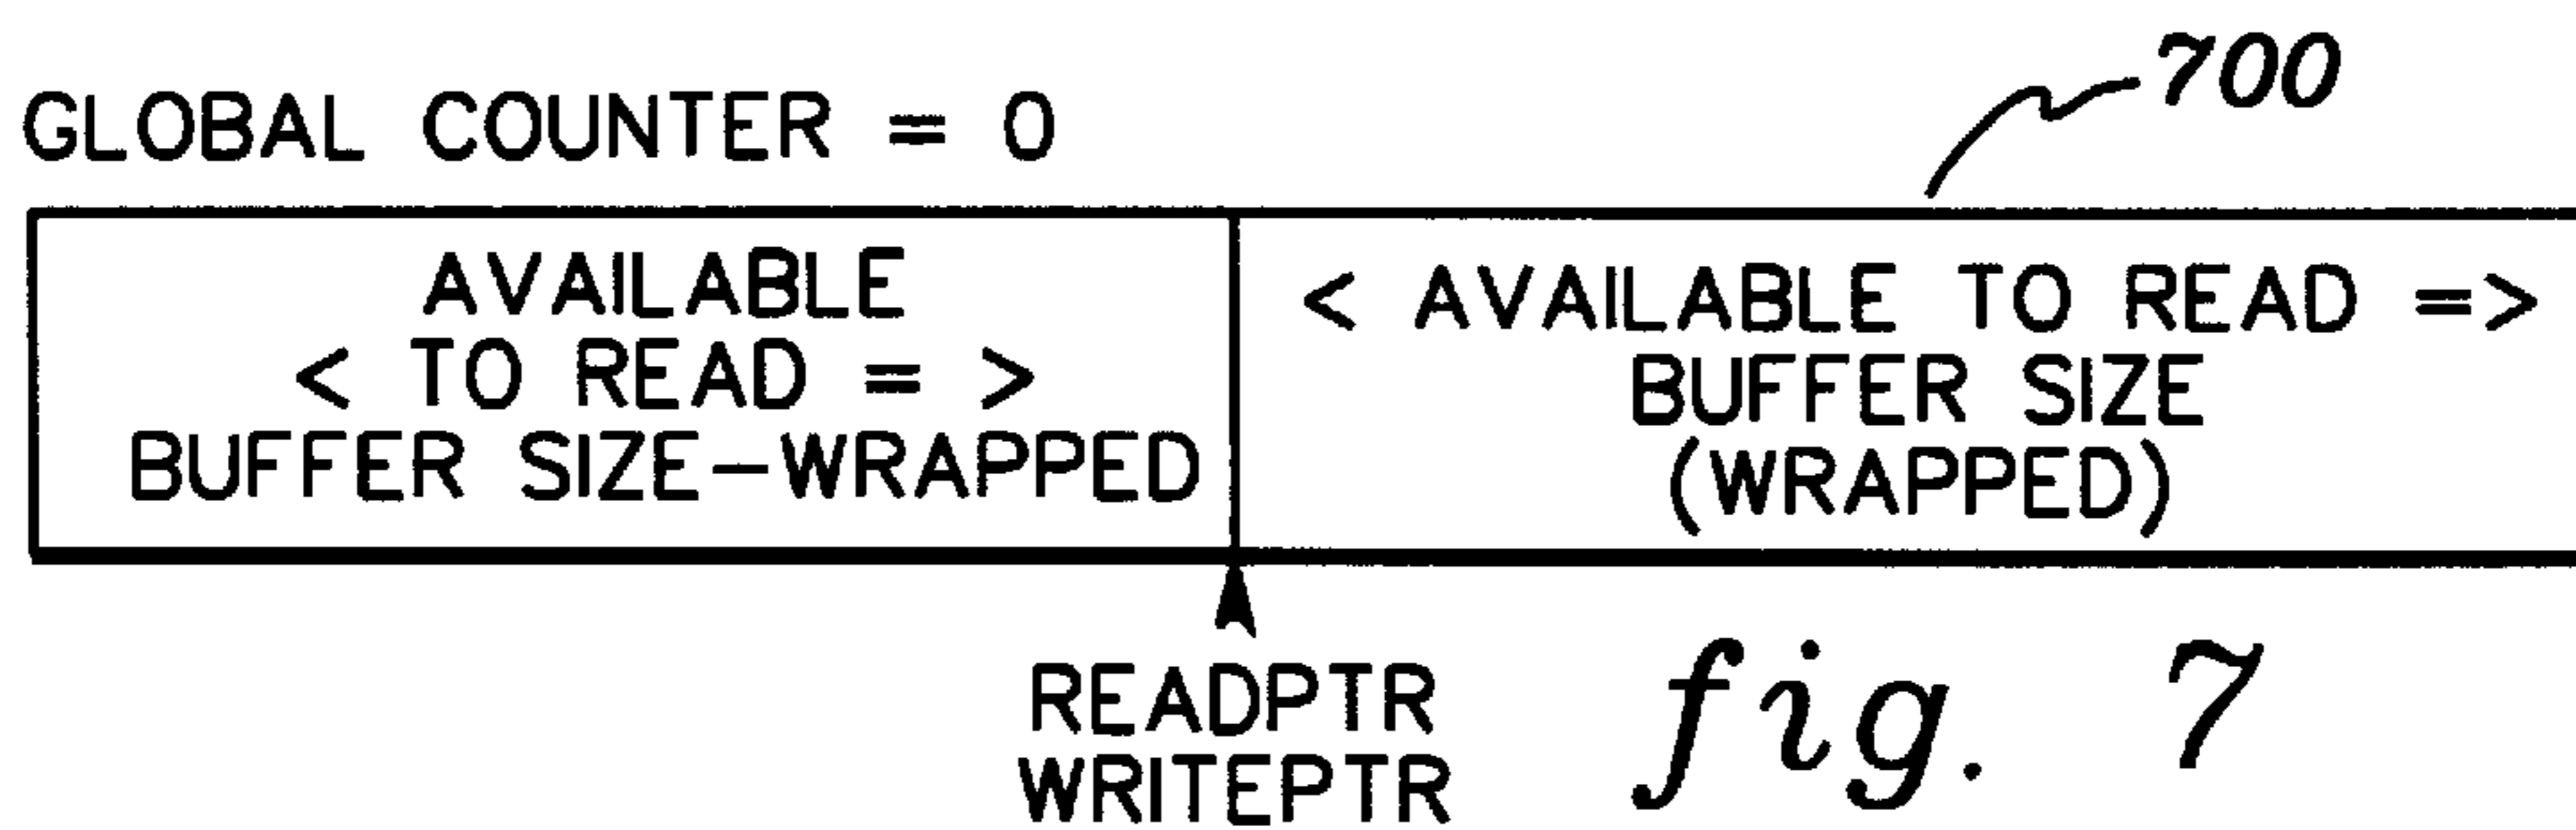 700
GLOBAL COUNTER = 0
AVAILABLE
< TO READ = >
BUFFER SIZE-WRAPPED
< AVAILABLE TO READ =>
BUFFER SIZE
(WRAPPED)
READPTR
WRITEPTR
fig. 7